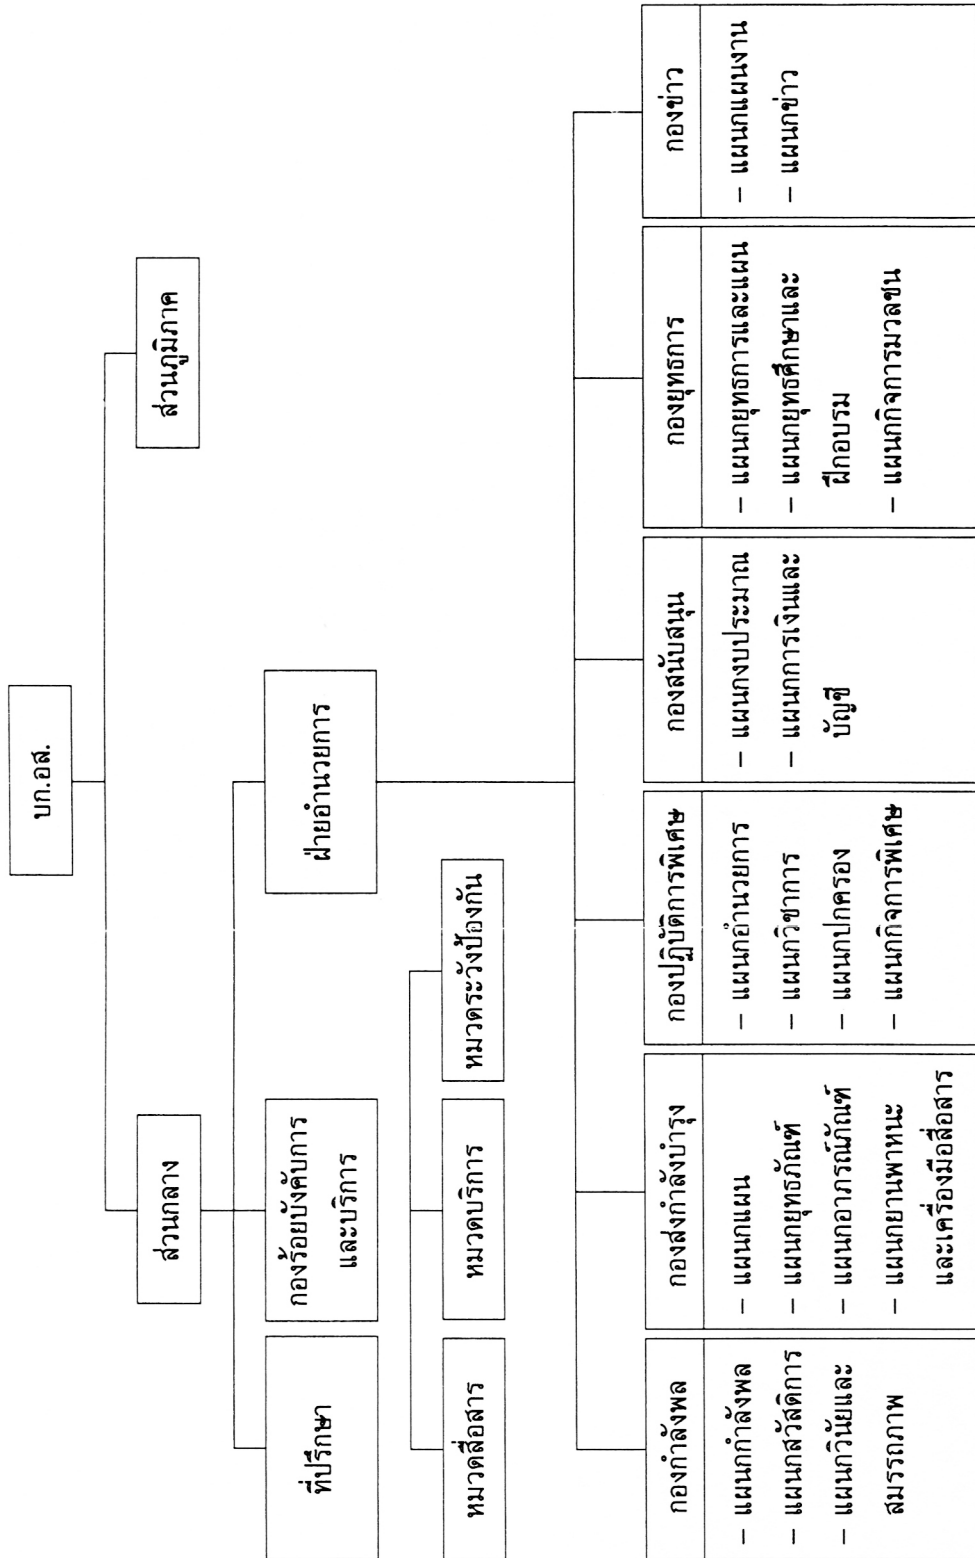 บก.อส.
ส่วนกลาง
ส่วนภูมิภาค
ที่ปรึกษา
กองร้อยบังคับการ
และบริการ
ฝ่ายอำนวยการ
หมวดสื่อสาร
หมวดบริการ
หมวดระวังป้องกัน
กองกำลังพล
– แผนกกำลังพล
– แผนกสวัสดิการ
– แผนกวินัยและ
สมรรถภาพ
กองส่งกำลังบำรุง
– แผนกแผน
– แผนกยุทธภัณฑ์
– แผนกอาภรณ์ภัณฑ์
– แผนกยานพาหนะ
และเครื่องมือสื่อสาร
กองปฏิบัติการพิเศษ
– แผนกอำนวยการ
– แผนกวิชาการ
– แผนกปกครอง
– แผนกกิจการพิเศษ
กองสนับสนุน
– แผนกงบประมาณ
– แผนกการเงินและ
บัญชี
กองยุทธการ
– แผนกยุทธการและแผน
– แผนกยุทธศึกษาและ
ฝึกอบรม
– แผนกกิจการมวลชน
กองข่าว
– แผนกแผนงาน
– แผนกข่าว